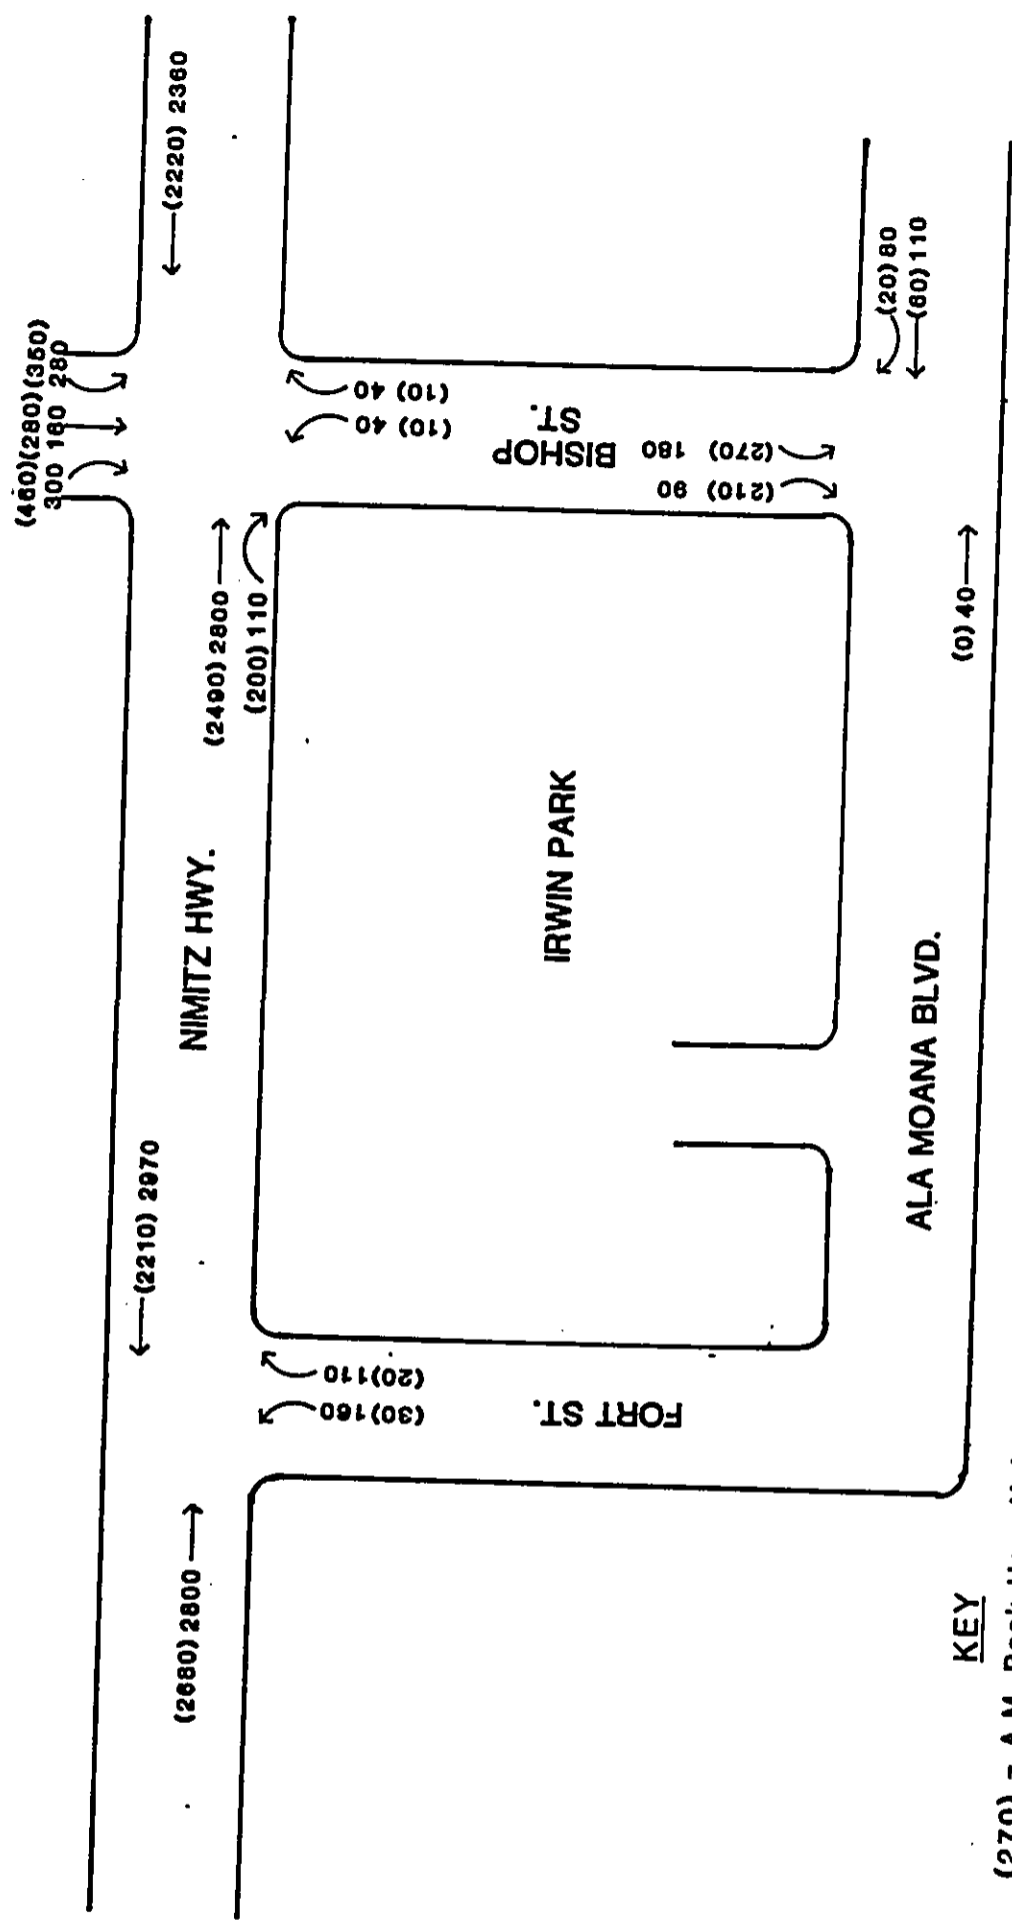 (460)(280)(350)
300 160 280
(2220) 2360
(10) 40
(10) 40
BISHOP
ST.
(270) 180
(210) 90
(20) 80
(60) 110
(2490) 2800
(200) 110
(0) 40
NIMITZ HWY.
IRWIN PARK
ALA MOANA BLVD.
(2210) 2970
(20)110
(30)160
FORT ST.
(2680) 2800
KEY
(270) = A.M. Peak